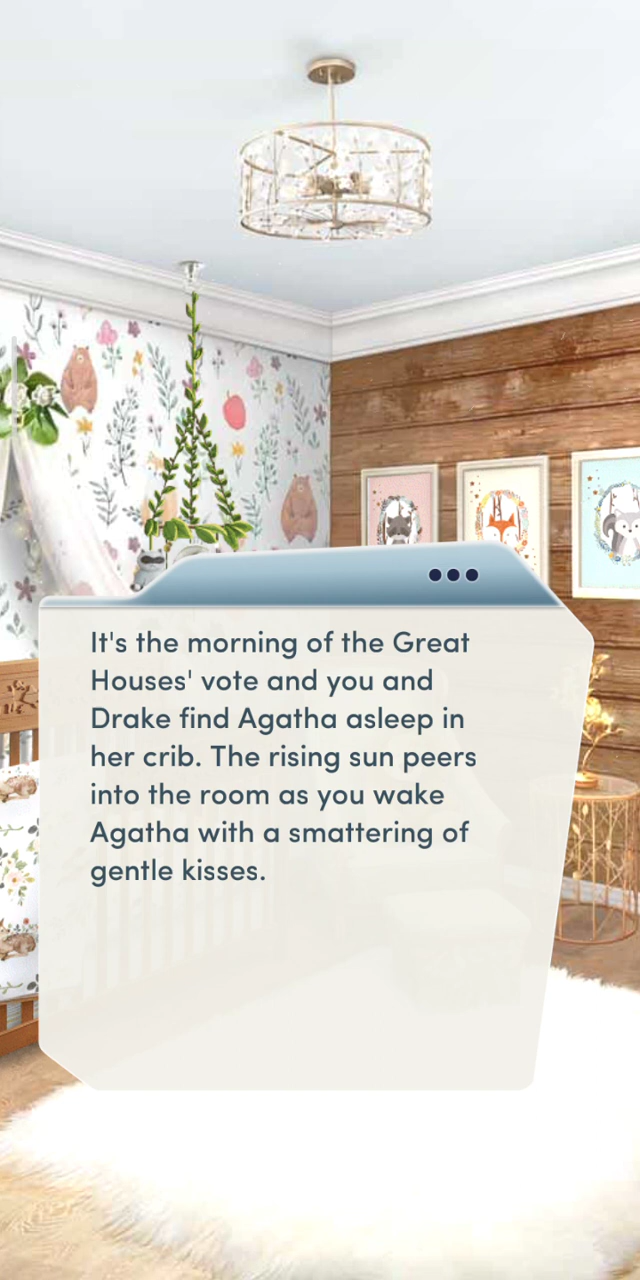 It's the morning of the Great
Houses' vote and you and
Drake find Agatha asleep in
her crib. The rising sun peers
into the room as you wake
Agatha with a smattering of
gentle kisses.